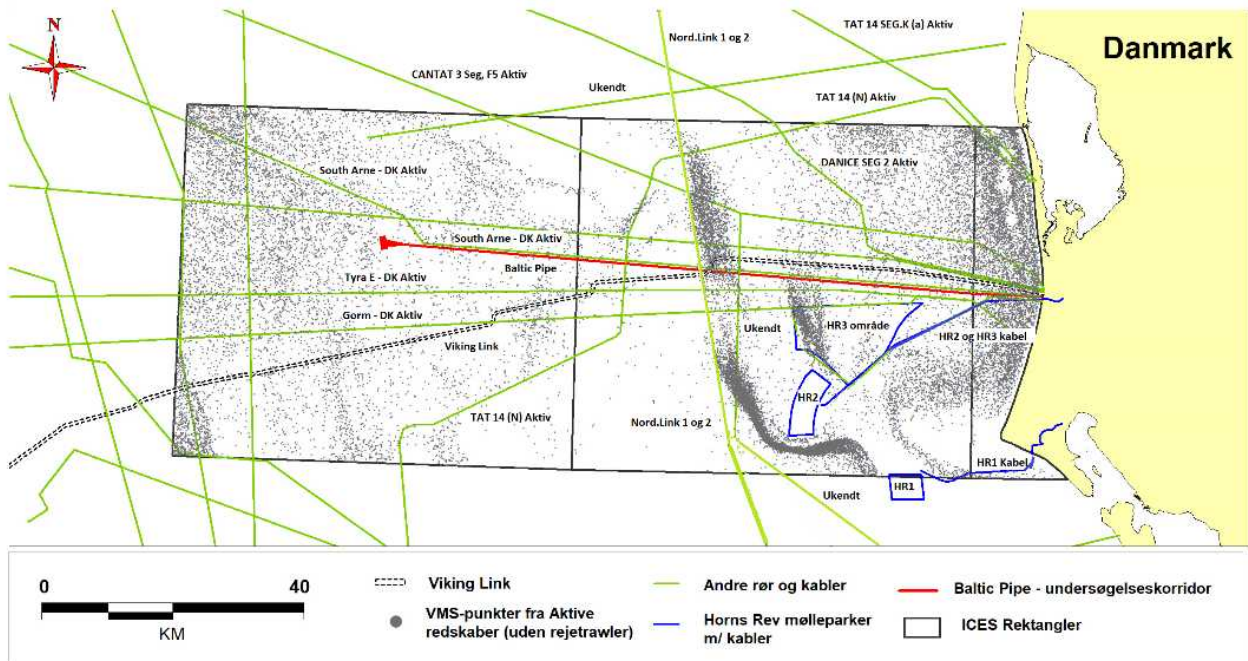 N
Nord.Link 1 og 2
TAT 14 SEG.K (a) Aktiv
Danmark
CANTAT 3 Seg, F5 Aktiv
Ukendt
TAT 14 (N) Aktiv
South Arne - DK Aktiv
DANICE SEG 2 Aktiv
South Arne - DK Aktiv
Baltic Pipe
Tyra E - DK Aktiv
Gorm - DK Aktiv
Viking Link
Ukendt
HR3 område
HR2 og HR3 kabel
HR2
TAT 14 (N) Aktiv
Nord.Link 1 og 2
HR1 Kabel
HR1
Ukendt
0
40
KM
Viking Link
VMS-punkter fra Aktive
redskaber (uden rejetrawler)
Andre rør og kabler
Horns Rev mølleparker
m/ kabler
Baltic Pipe - undersøgelseskorridor
ICES Rektangler